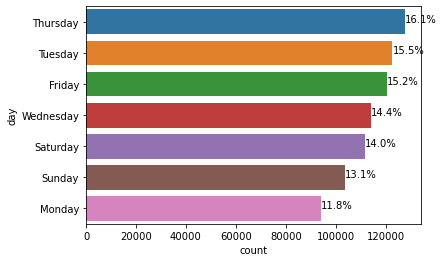 Thursday 16.1%
Tuesday 15.5%
Friday 15.2%
Wednesday 14.4%
Saturday 14.0%
Sunday 13.1%
Monday 11.8%
day
0 20000 40000 60000 80000 100000 120000
count